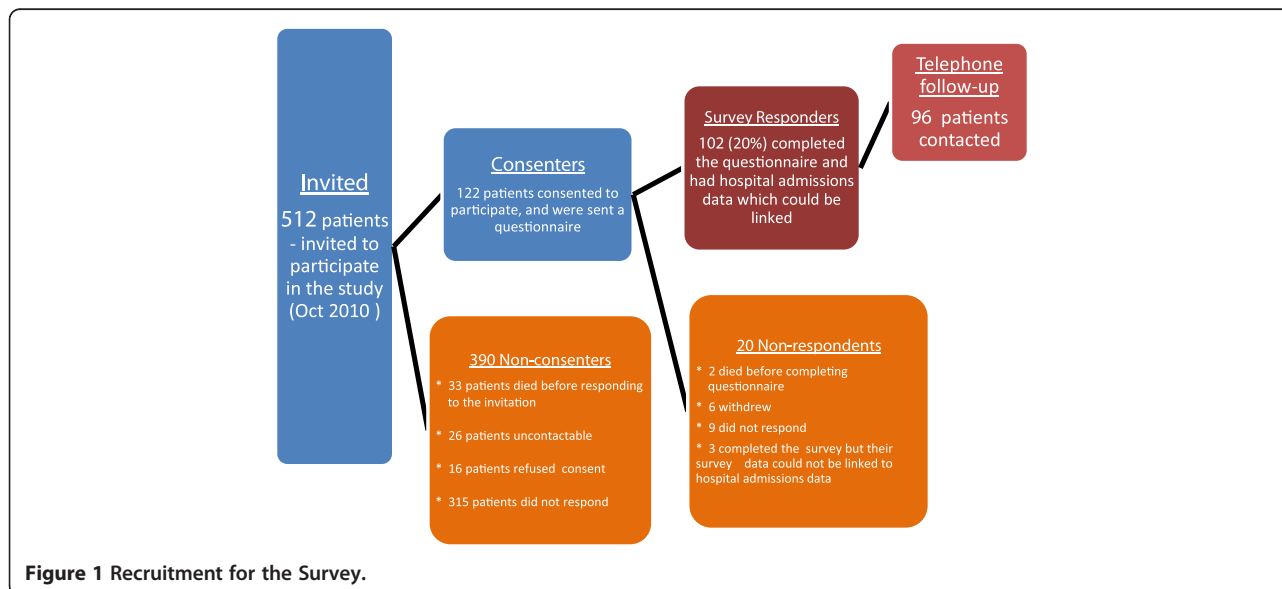 Invited
512 patients
- invited to
participate
in the study
(Oct 2010 )
Consenters
122 patients consented to
participate, and were sent a
questionnaire
390 Non-consenters
* 33 patients died before responding
to the invitation
* 26 patients uncontactable
* 16 patients refused consent
* 315 patients did not respond
Survey Responders
102 (20%) completed
the questionnaire and
had hospital admissions
data which could be
linked
20 Non-respondents
* 2 died before completing
questionnaire
* 6 withdrew
* 9 did not respond
* 3 completed the survey but their
survey data could not be linked to
hospital admissions data
Telephone
follow-up
96 patients
contacted
Figure 1 Recruitment for the Survey.